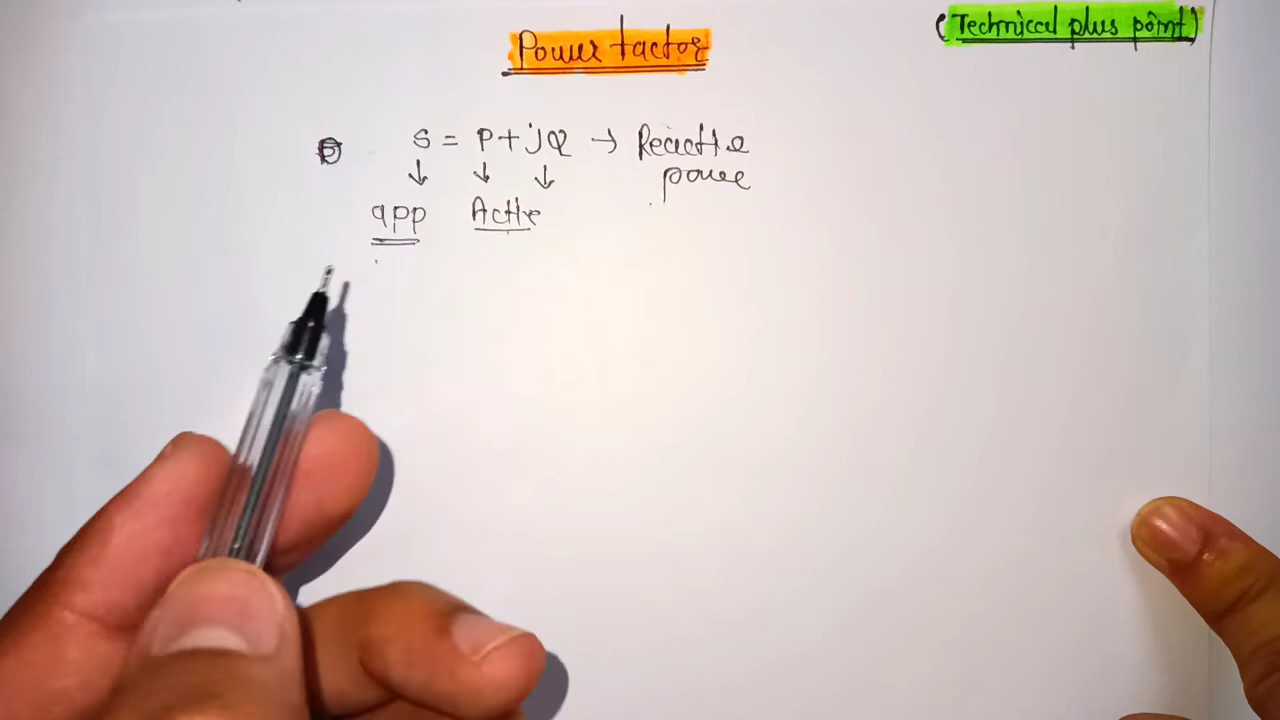 Power factor
(Technical plus point)
S = P + jQ → Reactive
power
↓ ↓ ↓
app Active